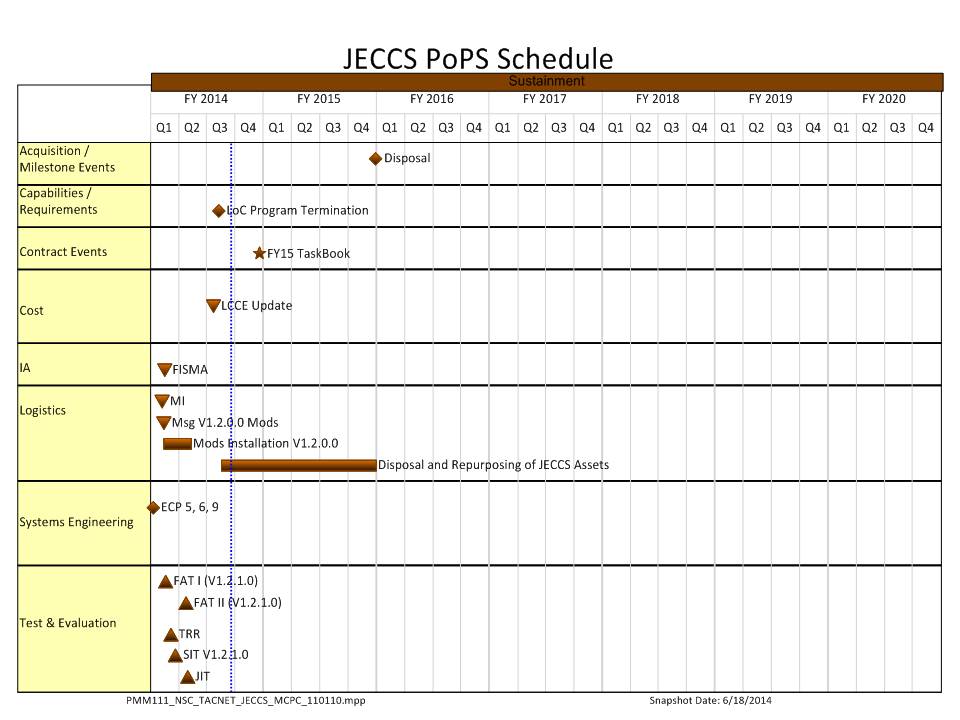 JECCS PoPS Schedule
Sustainment
FY 2014 FY 2015 FY 2016 FY 2017 FY 2018 FY 2019 FY 2020
Q1 Q2 Q3 Q4 Q1 Q2 Q3 Q4 Q1 Q2 Q3 Q4 Q1 Q2 Q3 Q4 Q1 Q2 Q3 Q4 Q1 Q2 Q3 Q4 Q1 Q2 Q3 Q4
Acquisition /
Milestone Events
Disposal
Capabilities /
Requirements
LoC Program Termination
Contract Events
FY15 TaskBook
Cost
LCCE Update
IA
FISMA
Logistics
MI
Msg V1.2.0.0 Mods
Mods Installation V1.2.0.0
Disposal and Repurposing of JECCS Assets
Systems Engineering
ECP 5, 6, 9
Test & Evaluation
FAT I (V1.2.1.0)
FAT II (V1.2.1.0)
TRR
SIT V1.2.1.0
JIT
PMM111_NSC_TACNET_JECCS_MCPC_110110.mpp
Snapshot Date: 6/18/2014